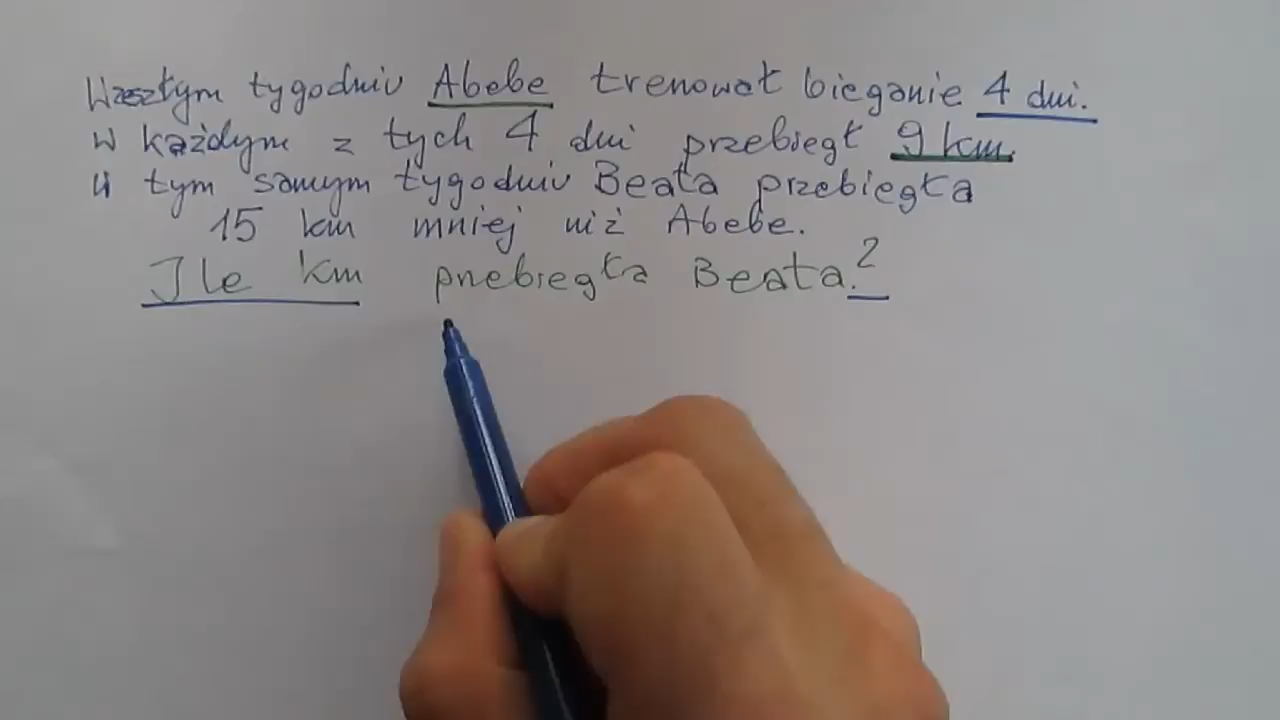 W zeszłym tygodniu Abebe trenował bieganie 4 dni.
W każdym z tych 4 dni przebiegł 9 km.
W tym samym tygodniu Beata przebiegła
15 km mniej niż Abebe.
Ile km przebiegła Beata?